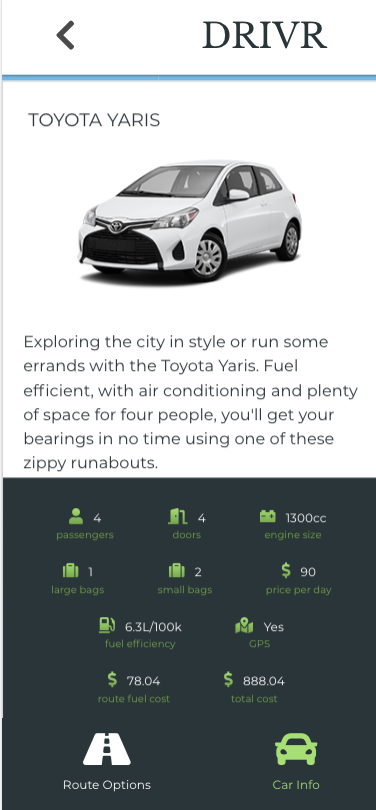 DRIVR
TOYOTA YARIS
Exploring the city in style or run some
errands with the Toyota Yaris. Fuel
efficient, with air conditioning and plenty
of space for four people, you'll get your
bearings in no time using one of these
zippy runabouts.
4 4 1300cc
passengers doors engine size
1 2 $ 90
large bags small bags price per day
6.3L/100k Yes
fuel efficiency GPS
$ 78.04 $ 888.04
route fuel cost total cost
Route Options Car Info